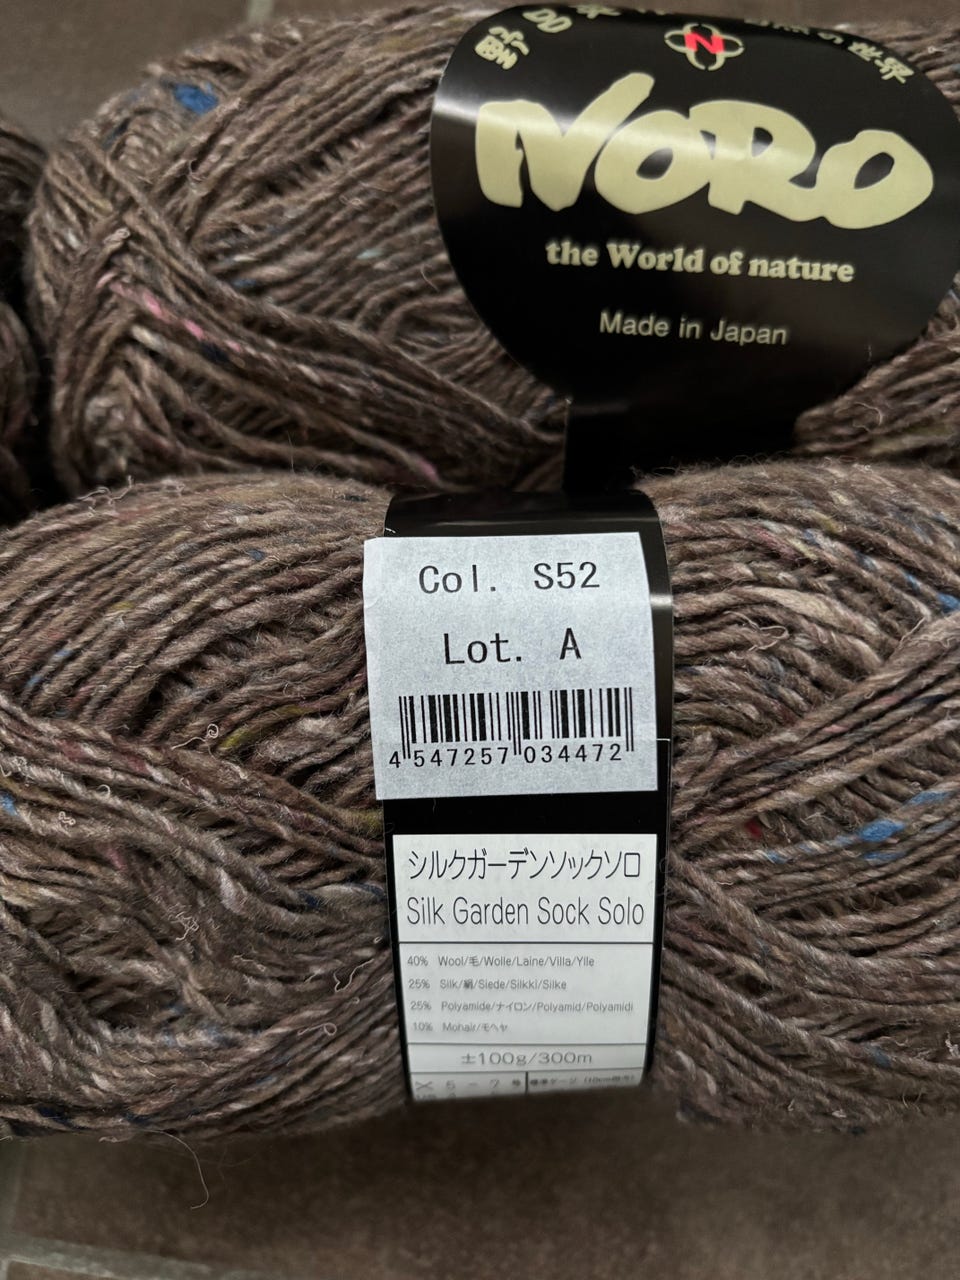 NORO
the World of nature
Made in Japan
Col. S52
Lot. A
4 547257 034472
シルクガーデンソックソロ
Silk Garden Sock Solo
40% Wool/毛/Wolle/Laine/Villa/Ylle
25% Silk/絹/Siede/Silkki/Silke
25% Polyamide/ナイロン/Polyamid/Polyamidi
10% Mohair/モヘヤ
±100g/300m
5 - 7 号